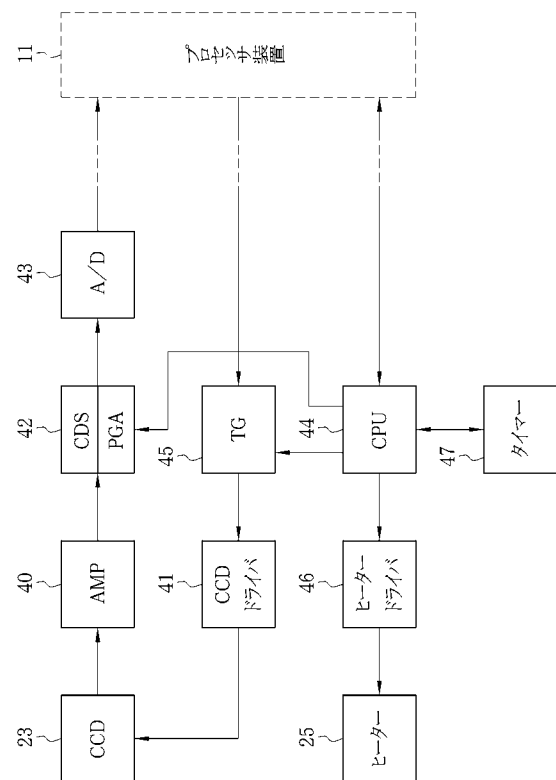 23
CCD
40
AMP
42
CDS
PGA
43
A/D
11
プロセッサ装置
41
CCD
ドライバ
45
TG
25
ヒーター
46
ヒーター
ドライバ
44
CPU
47
タイマー